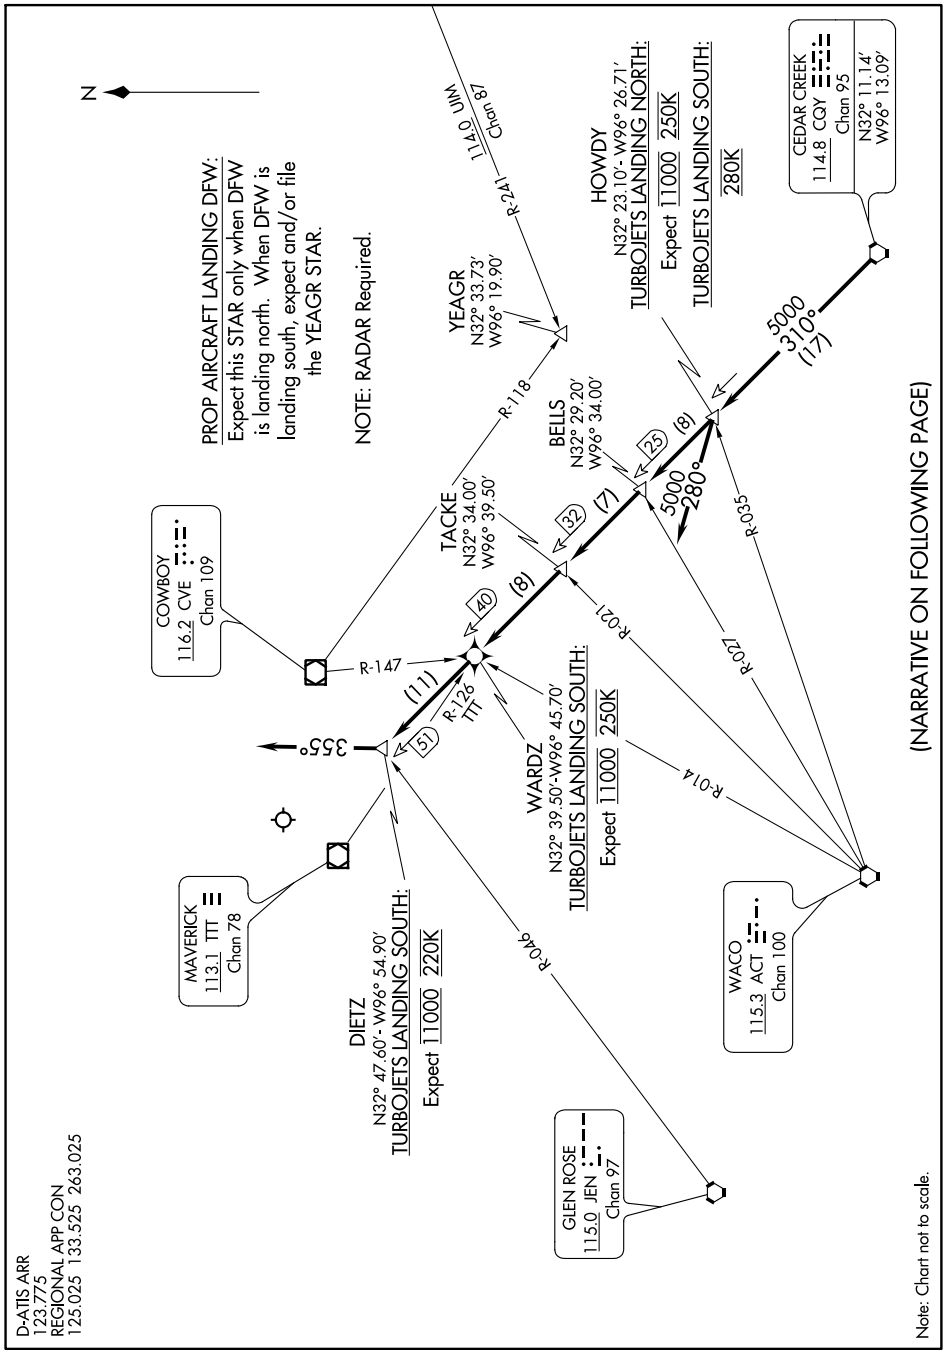 D-ATIS ARR
123.775
REGIONAL APP CON
125.025 133.525 263.025
N
PROP AIRCRAFT LANDING DFW:
Expect this STAR only when DFW
is landing north. When DFW is
landing south, expect and/or file
the YEAGR STAR.
NOTE: RADAR Required.
COWBOY
116.2 CVE
Chan 109
MAVERICK
113.1 TTT
Chan 78
355°
R-147
R-118
114.0 UIM
Chan 87
R-241
YEAGR
N32° 33.73'
W96° 19.90'
DIETZ
N32° 47.60'- W96° 54.90'
TURBOJETS LANDING SOUTH:
Expect 11000 220K
51
(11)
R-126
TTT
40
(8)
WARDZ
N32° 39.50'-W96° 45.70'
TURBOJETS LANDING SOUTH:
Expect 11000 250K
TACKE
N32° 34.00'
W96° 39.50'
32
(7)
BELLS
N32° 29.20'
W96° 34.00'
25
(8)
5000
280°
HOWDY
N32° 23.10'- W96° 26.71'
TURBOJETS LANDING NORTH:
Expect 11000 250K
TURBOJETS LANDING SOUTH:
280K
5000
310°
(17)
CEDAR CREEK
114.8 CQY
Chan 95
N32° 11.14'
W96° 13.09'
R-046
R-014
R-021
R-027
R-035
GLEN ROSE
115.0 JEN
Chan 97
WACO
115.3 ACT
Chan 100
(NARRATIVE ON FOLLOWING PAGE)
Note: Chart not to scale.